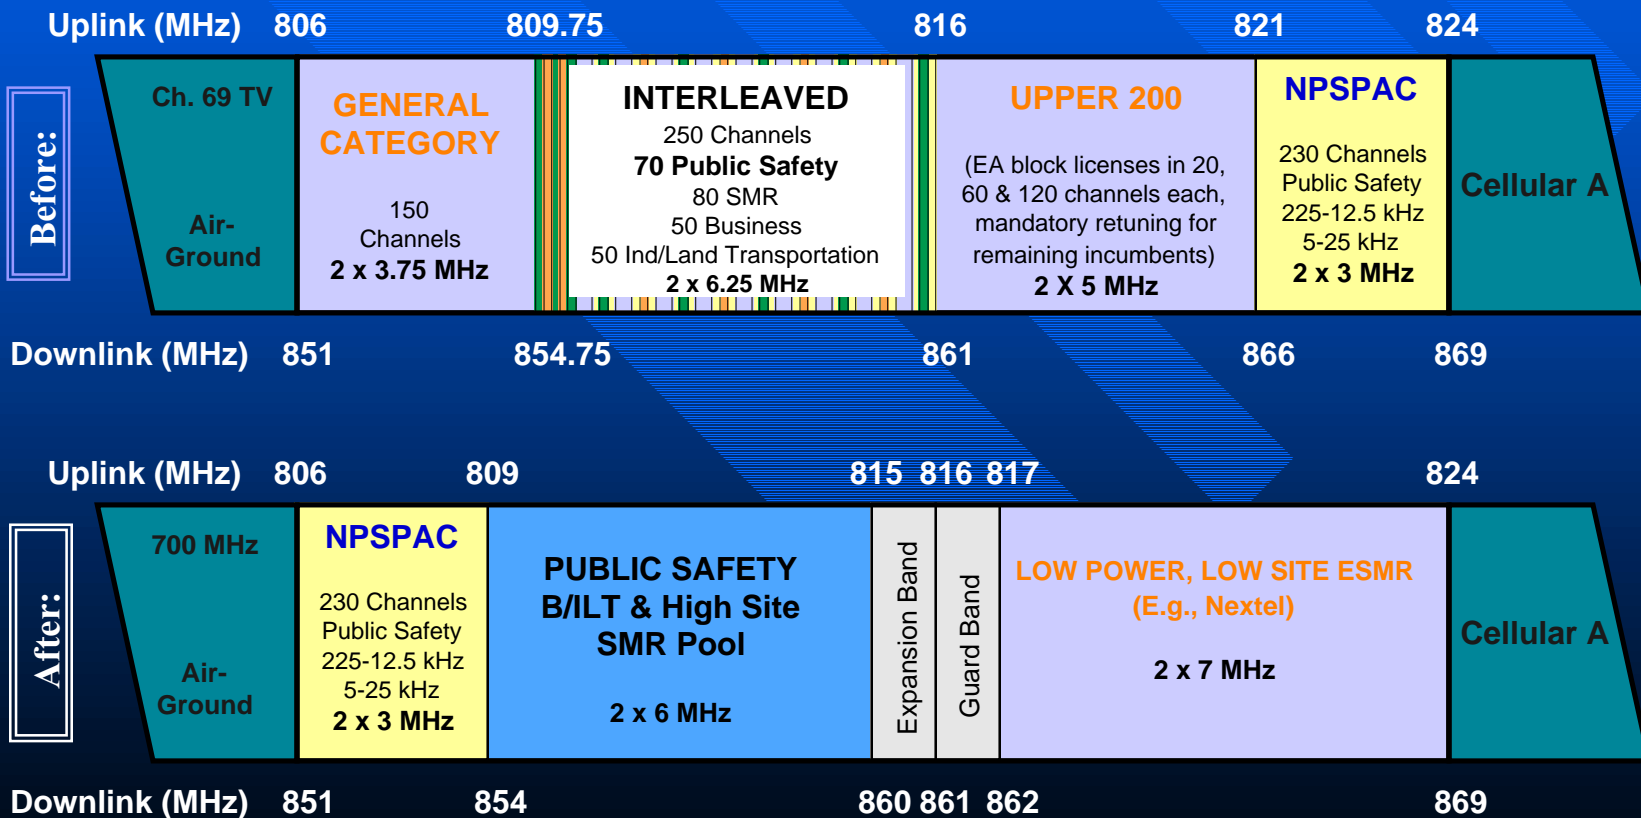 Uplink (MHz) 806 809.75 816 821 824
Before:
Ch. 69 TV
Air-
Ground
GENERAL
CATEGORY
150
Channels
2 x 3.75 MHz
INTERLEAVED
250 Channels
70 Public Safety
80 SMR
50 Business
50 Ind/Land Transportation
2 x 6.25 MHz
UPPER 200
(EA block licenses in 20,
60 & 120 channels each,
mandatory retuning for
remaining incumbents)
2 X 5 MHz
NPSPAC
230 Channels
Public Safety
225-12.5 kHz
5-25 kHz
2 x 3 MHz
Cellular A
Downlink (MHz) 851 854.75 861 866 869
Uplink (MHz) 806 809 815 816 817 824
After:
700 MHz
Air-
Ground
NPSPAC
230 Channels
Public Safety
225-12.5 kHz
5-25 kHz
2 x 3 MHz
PUBLIC SAFETY
B/ILT & High Site
SMR Pool
2 x 6 MHz
Expansion Band
Guard Band
LOW POWER, LOW SITE ESMR
(E.g., Nextel)
2 x 7 MHz
Cellular A
Downlink (MHz) 851 854 860 861 862 869